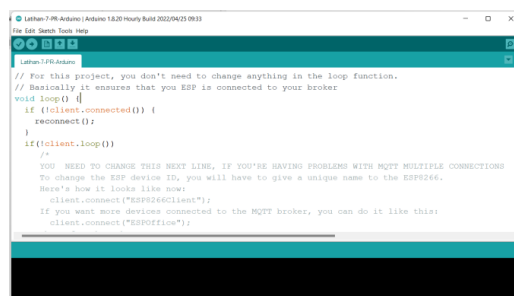 Latihan-7-PR-Arduino | Arduino 1.8.20 Hourly Build 2022/04/25 09:33
File Edit Sketch Tools Help
Latihan-7-PR-Arduino
// For this project, you don't need to change anything in the loop function.
// Basically it ensures that you ESP is connected to your broker
void loop() {
if (!client.connected()) {
reconnect();
}
if(!client.loop())
/*
YOU NEED TO CHANGE THIS NEXT LINE, IF YOU'RE HAVING PROBLEMS WITH MQTT MULTIPLE CONNECTIONS
To change the ESP device ID, you will have to give a unique name to the ESP8266.
Here's how it looks like now:
client.connect("ESP8266Client");
If you want more devices connected to the MQTT broker, you can do it like this:
client.connect("ESPOffice");